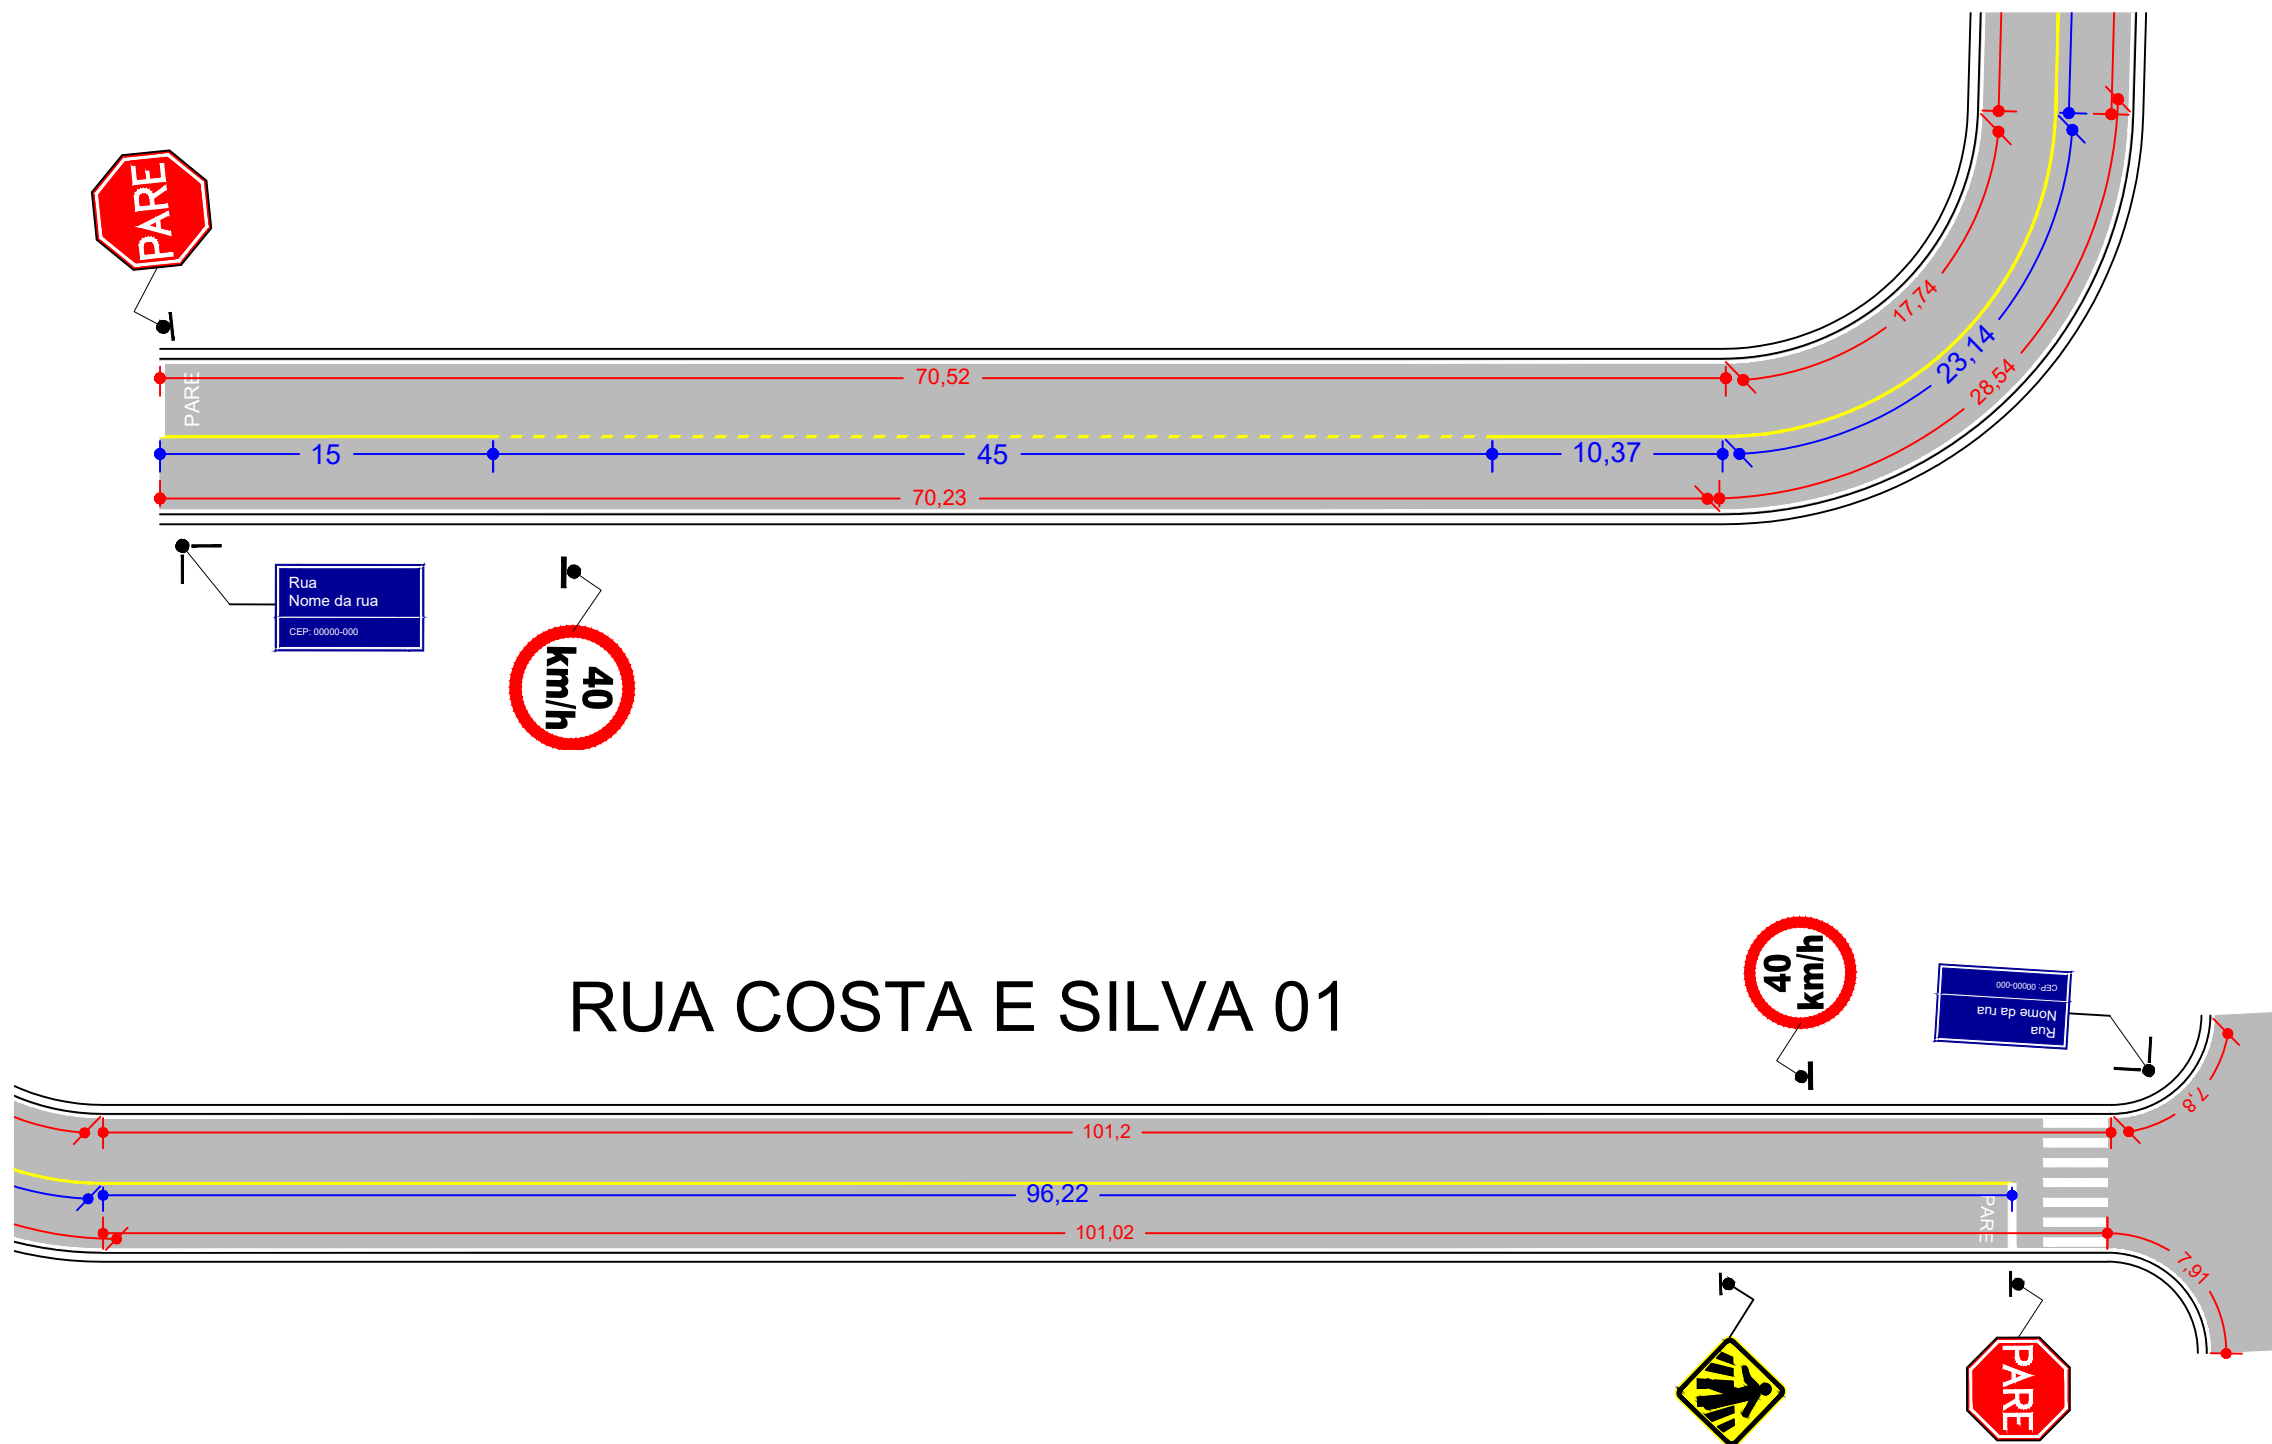 PARE
17,74
23,14
28,54
70,52
PARE
15
45
10,37
70,23
Rua
Nome da rua
CEP: 00000-000
40
km/h
RUA COSTA E SILVA 01
40
km/h
Rua
Nome da rua
CEP: 00000-000
7,8
101,2
96,22
PARE
101,02
7,91
PARE